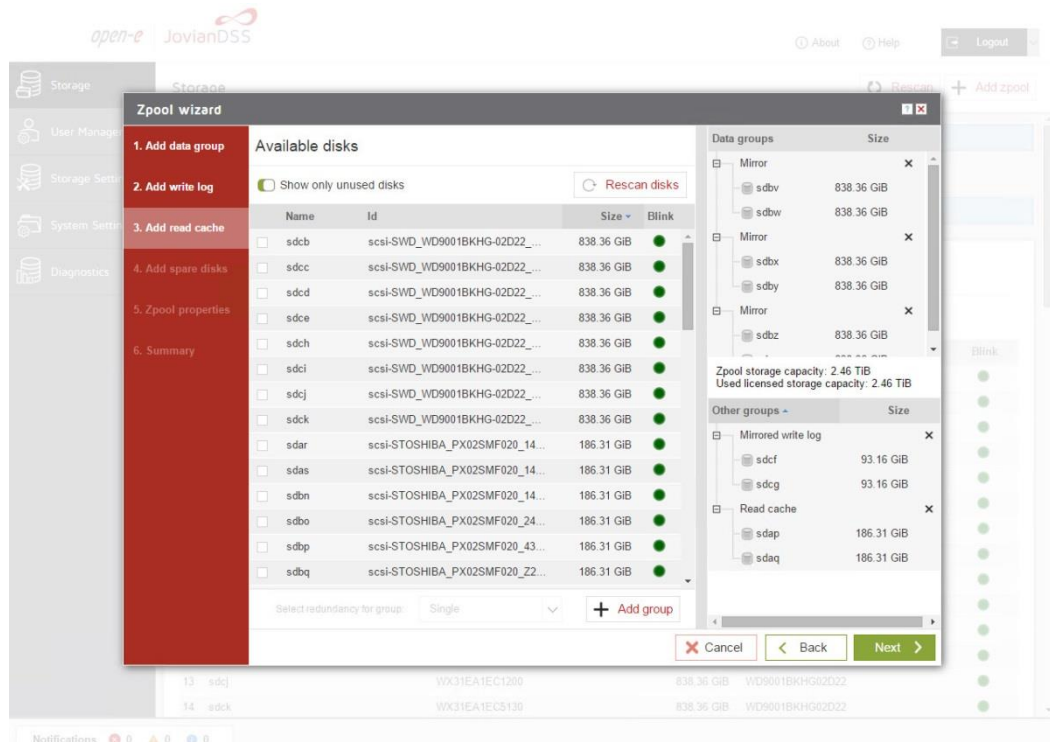 open-e JovianDSS
About Help Logout
Storage
User Manage
Storage Settin
System Settin
Diagnostics
Storage
Rescan Add zpool
Zpool wizard
1. Add data group
2. Add write log
3. Add read cache
4. Add spare disks
5. Zpool properties
6. Summary
Available disks
Show only unused disks
Rescan disks
Name Id Size Blink
sdcb scsi-SWD_WD9001BKHG-02D22_... 838.36 GiB
sdcc scsi-SWD_WD9001BKHG-02D22_... 838.36 GiB
sdcd scsi-SWD_WD9001BKHG-02D22_... 838.36 GiB
sdce scsi-SWD_WD9001BKHG-02D22_... 838.36 GiB
sdch scsi-SWD_WD9001BKHG-02D22_... 838.36 GiB
sdci scsi-SWD_WD9001BKHG-02D22_... 838.36 GiB
sdcj scsi-SWD_WD9001BKHG-02D22_... 838.36 GiB
sdck scsi-SWD_WD9001BKHG-02D22_... 838.36 GiB
sdar scsi-STOSHIBA_PX02SMF020_14... 186.31 GiB
sdas scsi-STOSHIBA_PX02SMF020_14... 186.31 GiB
sdbn scsi-STOSHIBA_PX02SMF020_14... 186.31 GiB
sdbo scsi-STOSHIBA_PX02SMF020_24... 186.31 GiB
sdbp scsi-STOSHIBA_PX02SMF020_43... 186.31 GiB
sdbq scsi-STOSHIBA_PX02SMF020_Z2... 186.31 GiB
Select redundancy for group: Single
Add group
Data groups Size
Mirror
sdbv 838.36 GiB
sdbw 838.36 GiB
Mirror
sdbx 838.36 GiB
sdby 838.36 GiB
Mirror
sdbz 838.36 GiB
Zpool storage capacity: 2.46 TiB
Used licensed storage capacity: 2.46 TiB
Other groups Size
Mirrored write log
sdcf 93.16 GiB
sdcg 93.16 GiB
Read cache
sdap 186.31 GiB
sdaq 186.31 GiB
Cancel Back Next
Blink
13 sdcj WX31EA1EC1200 838.36 GiB WD9001BKHG02D22
14 sdck WX31EA1EC5130 838.36 GiB WD9001BKHG02D22
Notifications 0 0 0